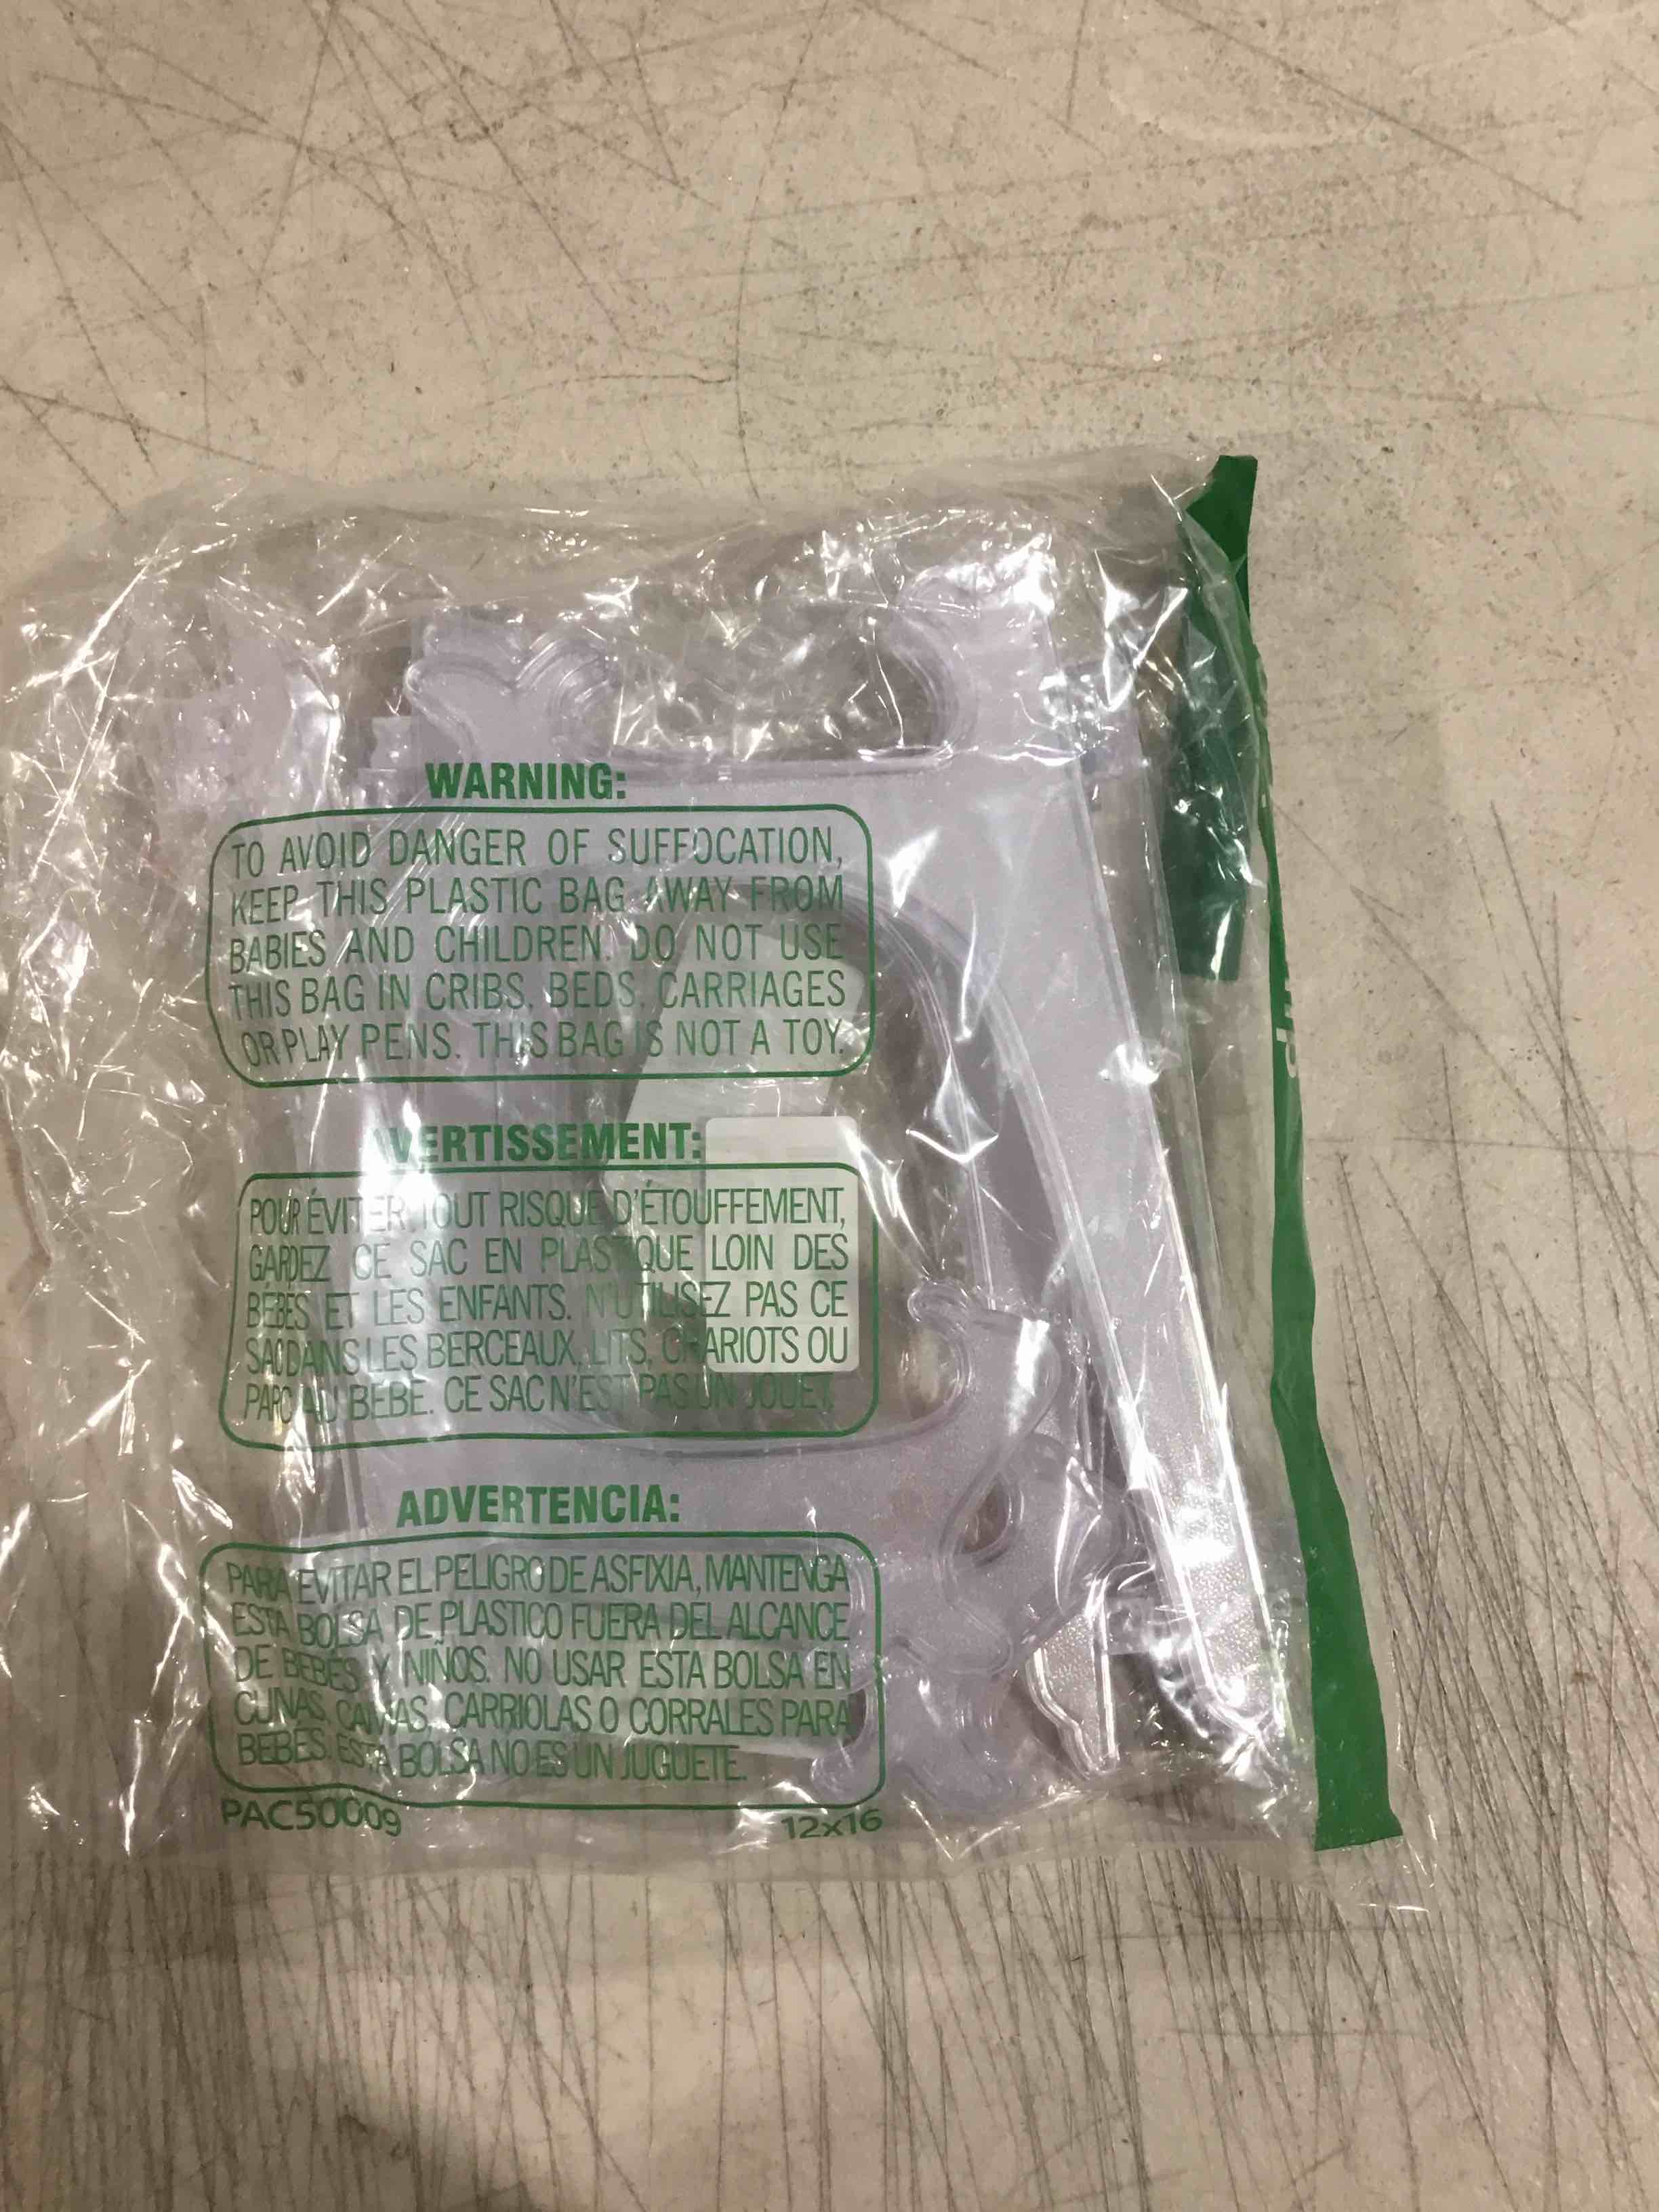 WARNING:
TO AVOID DANGER OF SUFFOCATION,
KEEP THIS PLASTIC BAG AWAY FROM
BABIES AND CHILDREN. DO NOT USE
THIS BAG IN CRIBS, BEDS, CARRIAGES
OR PLAY PENS. THIS BAG IS NOT A TOY.
AVERTISSEMENT:
POUR ÉVITER TOUT RISQUE D'ÉTOUFFEMENT,
GARDEZ CE SAC EN PLASTIQUE LOIN DES
BÉBÉS ET LES ENFANTS. N'UTILISEZ PAS CE
SAC DANS LES BERCEAUX, LITS, CHARIOTS OU
PARC AU BÉBÉ. CE SAC N'EST PAS UN JOUET.
ADVERTENCIA:
PARA EVITAR EL PELIGRO DE ASFIXIA, MANTENGA
ESTA BOLSA DE PLASTICO FUERA DEL ALCANCE
DE BEBÉS Y NIÑOS. NO USAR ESTA BOLSA EN
CUNAS, CAMAS, CARRIOLAS O CORRALES PARA
BEBÉS. ESTA BOLSA NO ES UN JUGUETE.
PAC50009 12x16